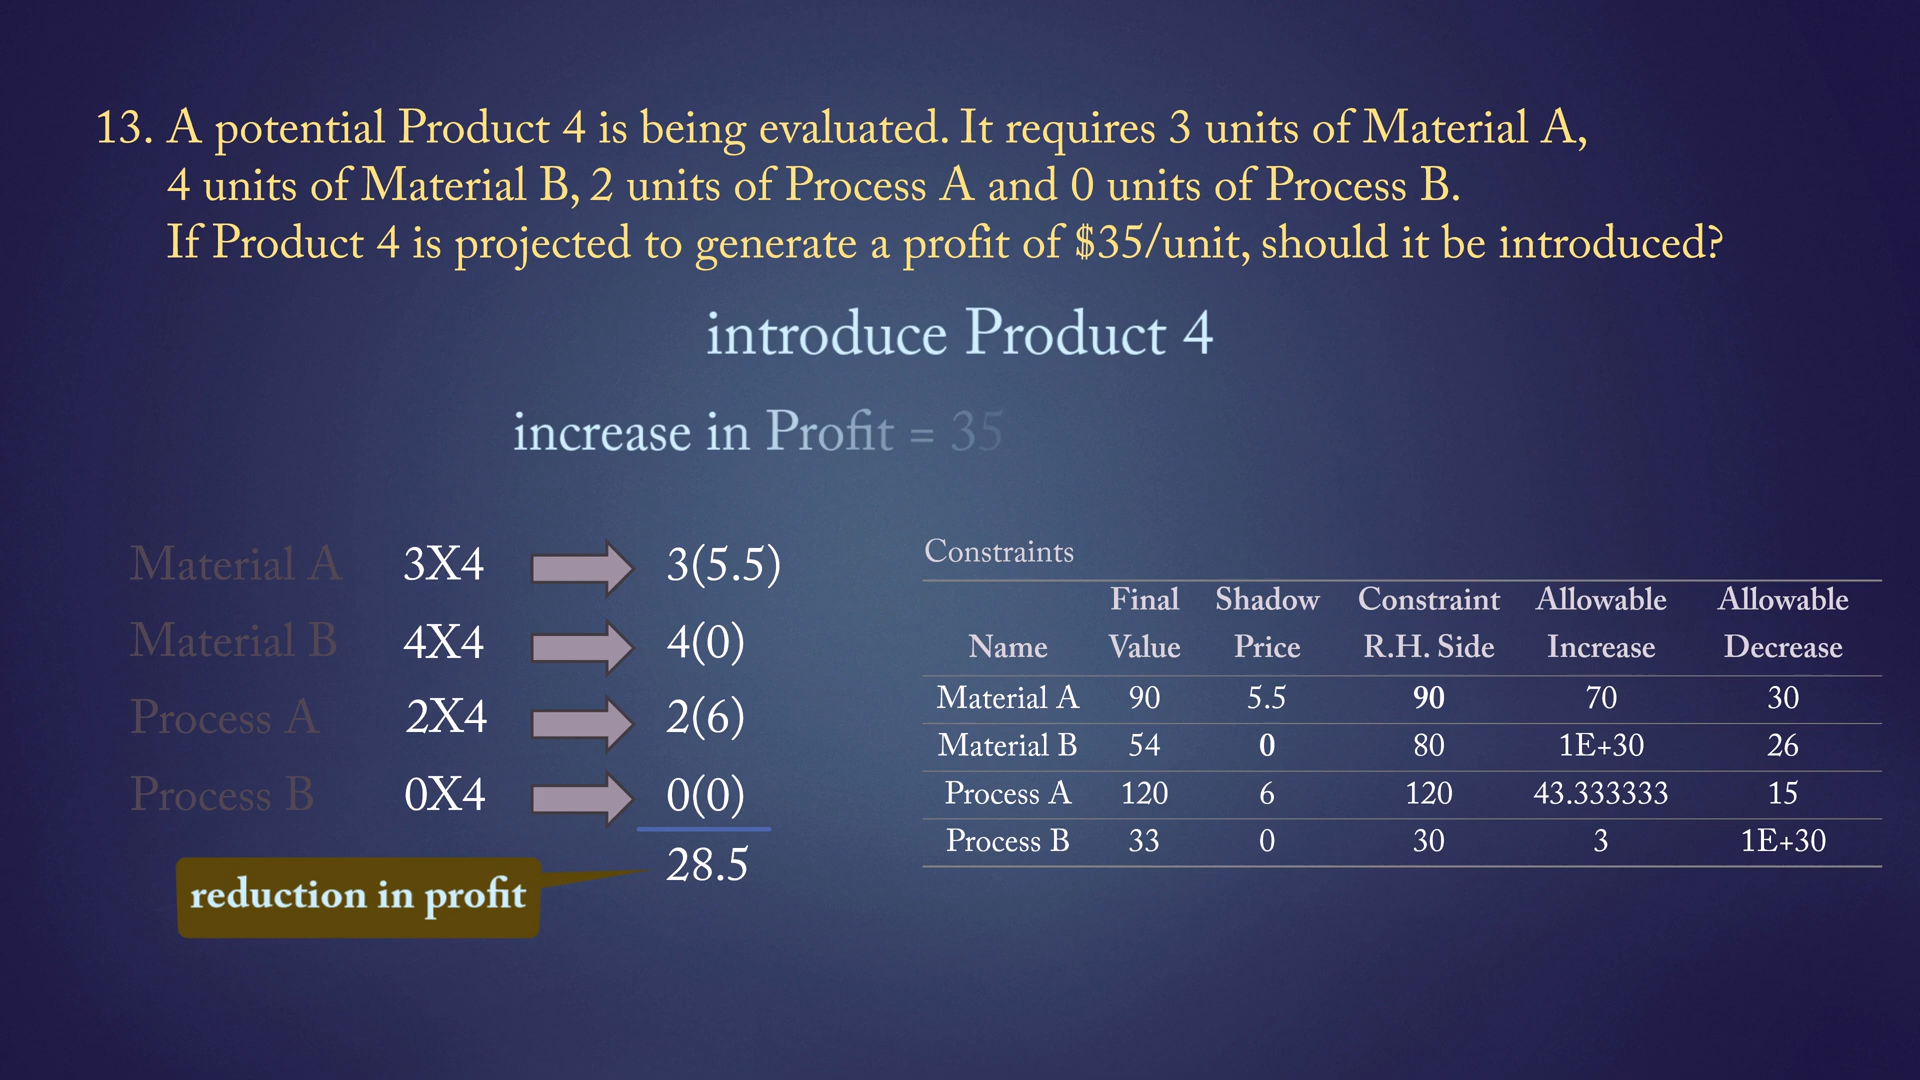 13. A potential Product 4 is being evaluated. It requires 3 units of Material A,
4 units of Material B, 2 units of Process A and 0 units of Process B.
If Product 4 is projected to generate a profit of $35/unit, should it be introduced?
introduce Product 4
increase in Profit = 35
Material A 3X4 3(5.5)
Material B 4X4 4(0)
Process A 2X4 2(6)
Process B 0X4 0(0)
28.5
reduction in profit
Constraints
Final Shadow Constraint Allowable Allowable
Name Value Price R.H. Side Increase Decrease
Material A 90 5.5 90 70 30
Material B 54 0 80 1E+30 26
Process A 120 6 120 43.333333 15
Process B 33 0 30 3 1E+30